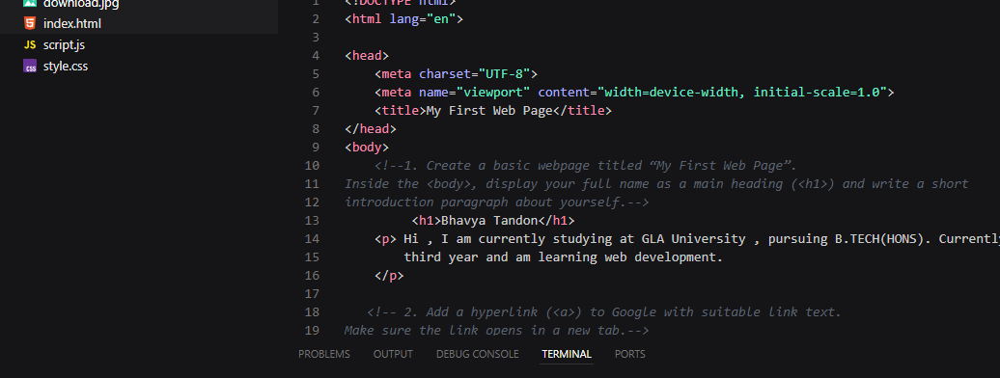 download.jpg
index.html
JS script.js
CSS style.css
1 <!DOCTYPE html>
2 <html lang="en">
3
4 <head>
5 <meta charset="UTF-8">
6 <meta name="viewport" content="width=device-width, initial-scale=1.0">
7 <title>My First Web Page</title>
8 </head>
9 <body>
10 <!--1. Create a basic webpage titled “My First Web Page”.
11 Inside the <body>, display your full name as a main heading (<h1>) and write a short
12 introduction paragraph about yourself.-->
13 <h1>Bhavya Tandon</h1>
14 <p> Hi , I am currently studying at GLA University , pursuing B.TECH(HONS). Currently
15 third year and am learning web development.
16 </p>
17
18 <!-- 2. Add a hyperlink (<a>) to Google with suitable link text.
19 Make sure the link opens in a new tab.-->
PROBLEMS OUTPUT DEBUG CONSOLE TERMINAL PORTS